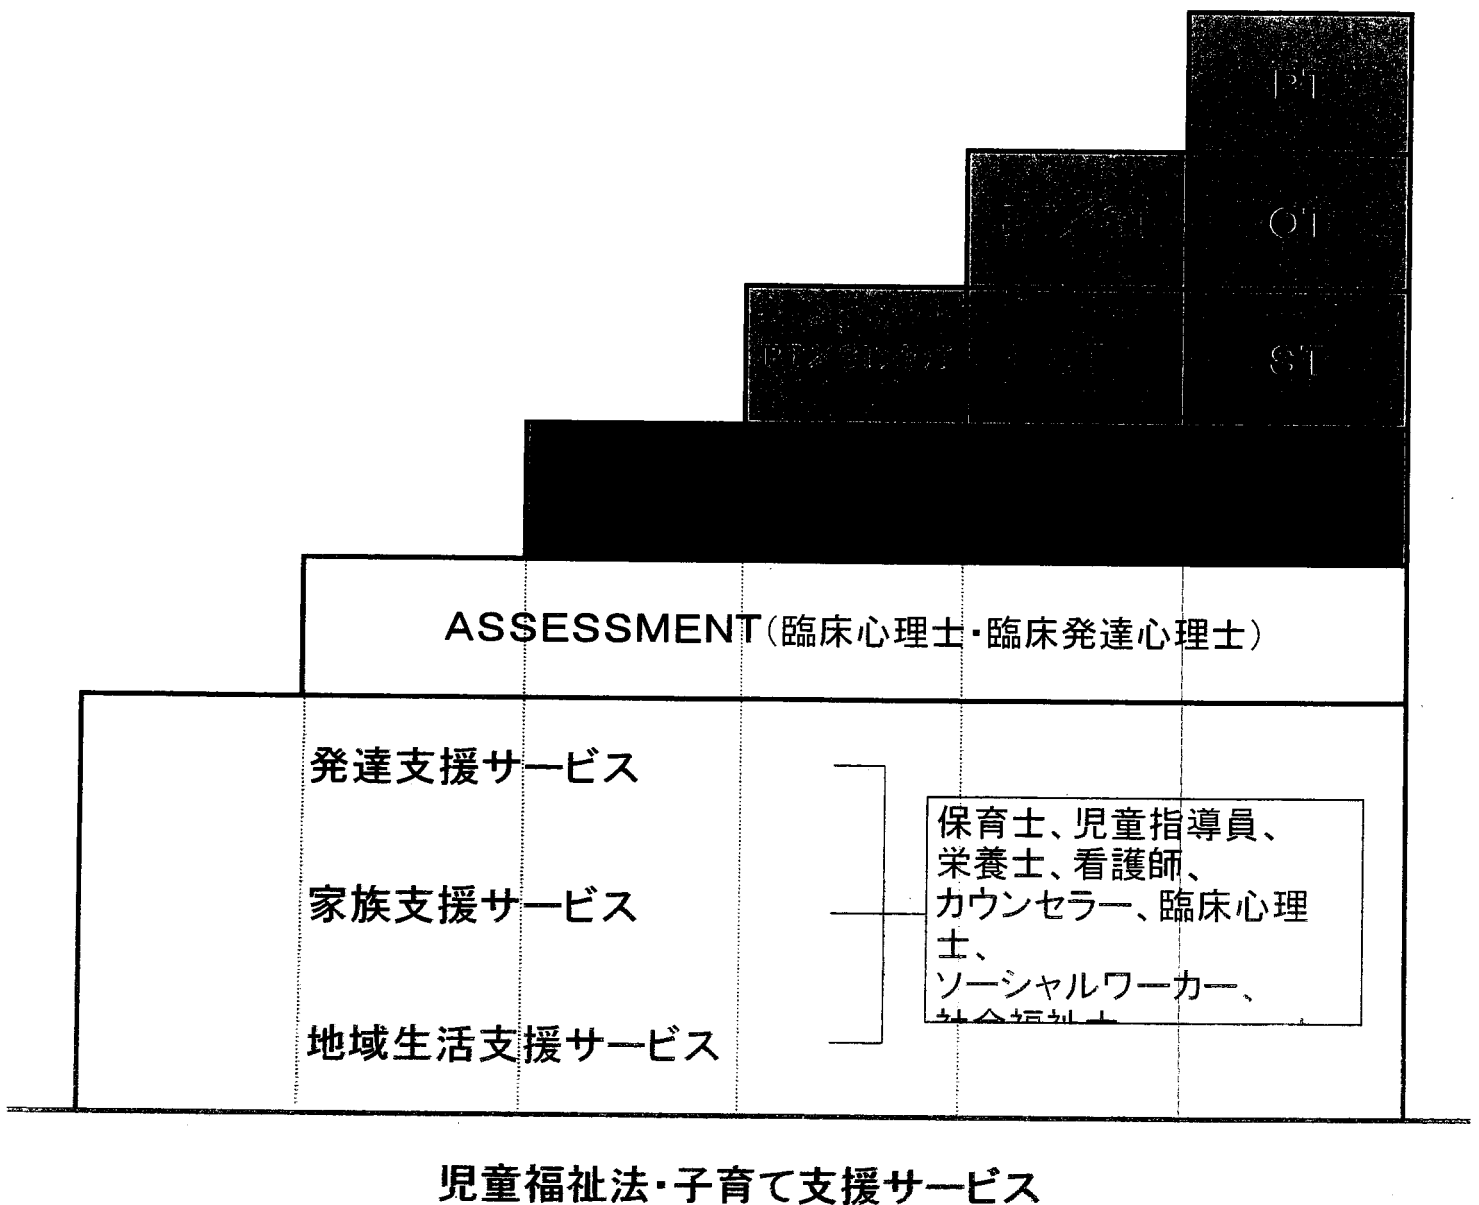 PT
OT
ST
ASSESSMENT(臨床心理士・臨床発達心理士)
発達支援サービス
家族支援サービス
地域生活支援サービス
保育士、児童指導員、
栄養士、看護師、
カウンセラー、臨床心理
士、
ソーシャルワーカー、
児童福祉法・子育て支援サービス